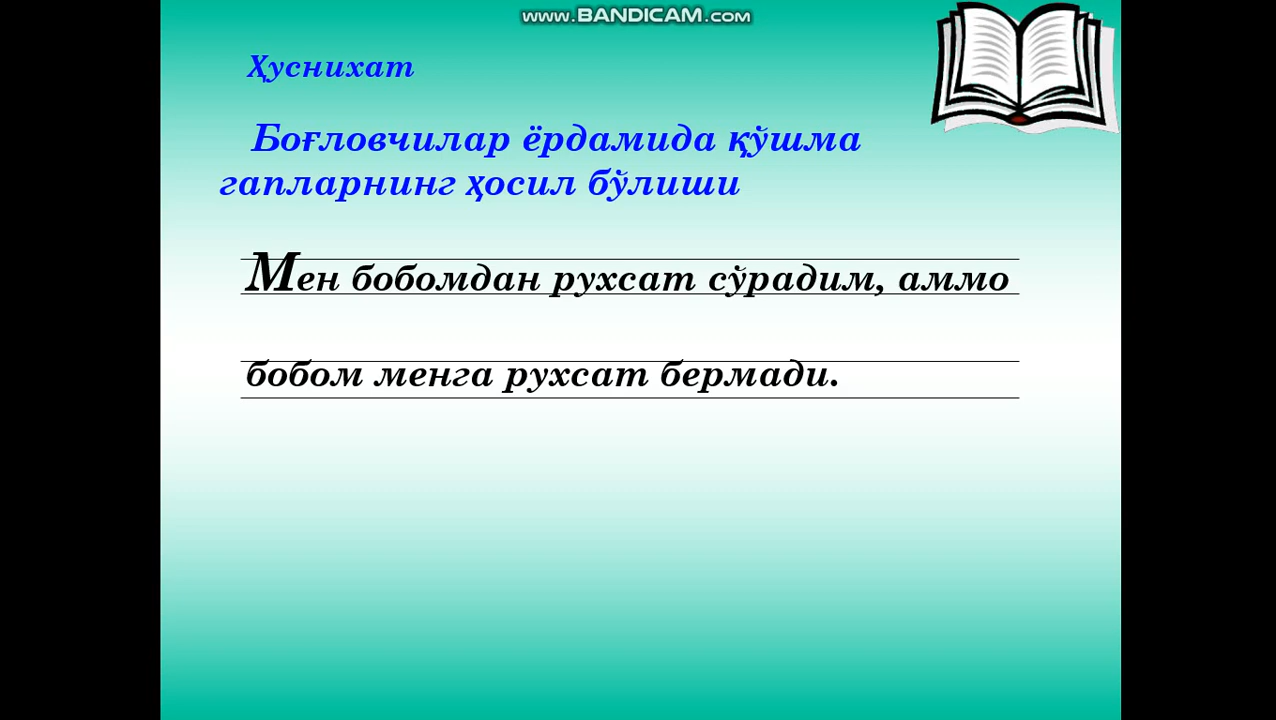 www.BANDICAM.com
Ҳуснихат
Боғловчилар ёрдамида қўшма
гапларнинг ҳосил бўлиши
Мен бобомдан рухсат сўрадим, аммо
бобом менга рухсат бермади.